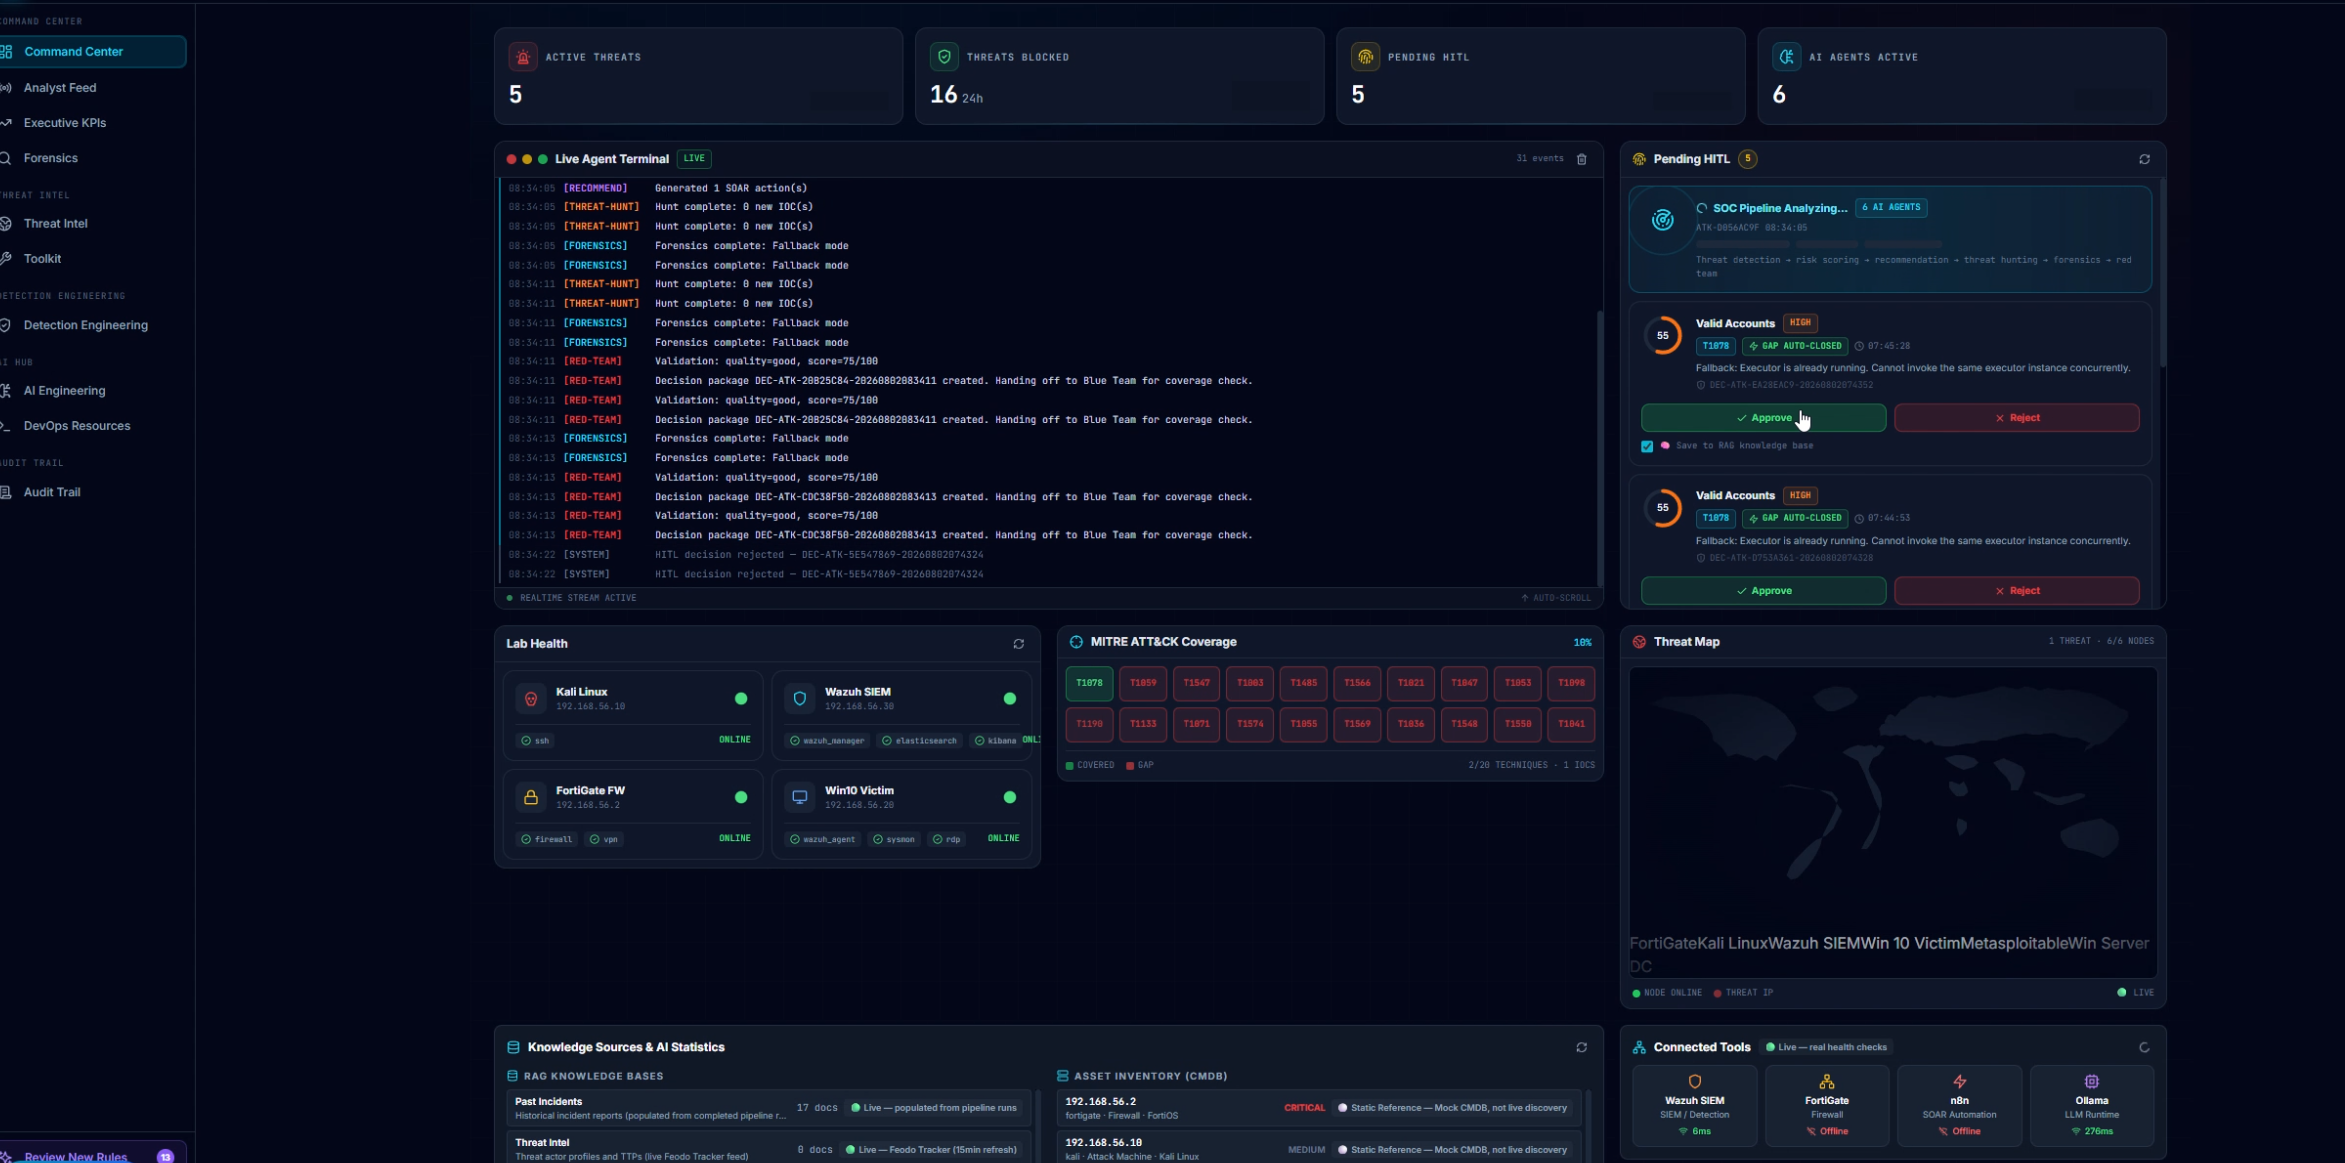 COMMAND CENTER
Command Center
Analyst Feed
Executive KPIs
Forensics
THREAT INTEL
Threat Intel
Toolkit
DETECTION ENGINEERING
Detection Engineering
AI HUB
AI Engineering
DevOps Resources
AUDIT TRAIL
Audit Trail
Review New Rules 13
ACTIVE THREATS
5
THREATS BLOCKED
16 24h
PENDING HITL
5
AI AGENTS ACTIVE
6
Live Agent Terminal LIVE 31 events
08:34:05 [RECOMMEND] Generated 1 SOAR action(s)
08:34:05 [THREAT-HUNT] Hunt complete: 0 new IOC(s)
08:34:05 [THREAT-HUNT] Hunt complete: 0 new IOC(s)
08:34:05 [FORENSICS] Forensics complete: Fallback mode
08:34:05 [FORENSICS] Forensics complete: Fallback mode
08:34:11 [THREAT-HUNT] Hunt complete: 0 new IOC(s)
08:34:11 [THREAT-HUNT] Hunt complete: 0 new IOC(s)
08:34:11 [FORENSICS] Forensics complete: Fallback mode
08:34:11 [FORENSICS] Forensics complete: Fallback mode
08:34:11 [RED-TEAM] Validation: quality=good, score=75/100
08:34:11 [RED-TEAM] Decision package DEC-ATK-20B25C84-20260802083411 created. Handing off to Blue Team for coverage check.
08:34:11 [RED-TEAM] Validation: quality=good, score=75/100
08:34:11 [RED-TEAM] Decision package DEC-ATK-20B25C84-20260802083411 created. Handing off to Blue Team for coverage check.
08:34:13 [FORENSICS] Forensics complete: Fallback mode
08:34:13 [FORENSICS] Forensics complete: Fallback mode
08:34:13 [RED-TEAM] Validation: quality=good, score=75/100
08:34:13 [RED-TEAM] Decision package DEC-ATK-CDC38F50-20260802083413 created. Handing off to Blue Team for coverage check.
08:34:13 [RED-TEAM] Validation: quality=good, score=75/100
08:34:13 [RED-TEAM] Decision package DEC-ATK-CDC38F50-20260802083413 created. Handing off to Blue Team for coverage check.
08:34:22 [SYSTEM] HITL decision rejected — DEC-ATK-5E547869-20260802074324
08:34:22 [SYSTEM] HITL decision rejected — DEC-ATK-5E547869-20260802074324
REALTIME STREAM ACTIVE ↑ AUTO-SCROLL
Pending HITL 5
SOC Pipeline Analyzing... 6 AI AGENTS
ATK-D056AC9F 08:34:05
Threat detection → risk scoring → recommendation → threat hunting → forensics → red
team
55 Valid Accounts HIGH
T1078 GAP AUTO-CLOSED 07:45:28
Fallback: Executor is already running. Cannot invoke the same executor instance concurrently.
DEC-ATK-EA28EAC9-20260802074352
Approve Reject
Save to RAG knowledge base
55 Valid Accounts HIGH
T1078 GAP AUTO-CLOSED 07:44:53
Fallback: Executor is already running. Cannot invoke the same executor instance concurrently.
DEC-ATK-D753A361-20260802074328
Approve Reject
Lab Health
Kali Linux
192.168.56.10
ssh ONLINE
Wazuh SIEM
192.168.56.30
wazuh_manager elasticsearch kibana ONLI
FortiGate FW
192.168.56.2
firewall vpn ONLINE
Win10 Victim
192.168.56.20
wazuh_agent sysmon rdp ONLINE
MITRE ATT&CK Coverage 10%
T1078 T1059 T1547 T1003 T1485 T1566 T1021 T1047 T1053 T1098
T1190 T1133 T1071 T1574 T1055 T1569 T1036 T1548 T1550 T1041
COVERED GAP 2/20 TECHNIQUES · 1 IOCS
Threat Map 1 THREAT · 6/6 NODES
FortiGateKali LinuxWazuh SIEMWin 10 VictimMetasploitableWin Server
DC
NODE ONLINE THREAT IP LIVE
Knowledge Sources & AI Statistics
RAG KNOWLEDGE BASES
Past Incidents
Historical incident reports (populated from completed pipeline r... 17 docs Live — populated from pipeline runs
Threat Intel
Threat actor profiles and TTPs (live Feodo Tracker feed) 0 docs Live — Feodo Tracker (15min refresh)
ASSET INVENTORY (CMDB)
192.168.56.2
fortigate · Firewall · FortiOS CRITICAL Static Reference — Mock CMDB, not live discovery
192.168.56.10
kali · Attack Machine · Kali Linux MEDIUM Static Reference — Mock CMDB, not live discovery
Connected Tools Live — real health checks
Wazuh SIEM
SIEM / Detection
6ms
FortiGate
Firewall
Offline
n8n
SOAR Automation
Offline
Ollama
LLM Runtime
276ms